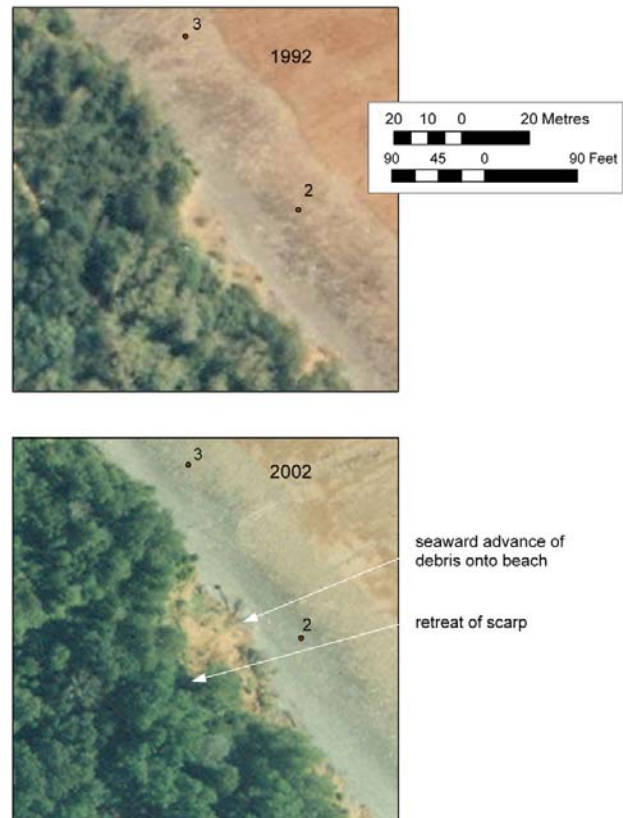 3
1992
20 10 0 20 Metres
90 45 0 90 Feet
2
3
2002
seaward advance of
debris onto beach
2
retreat of scarp